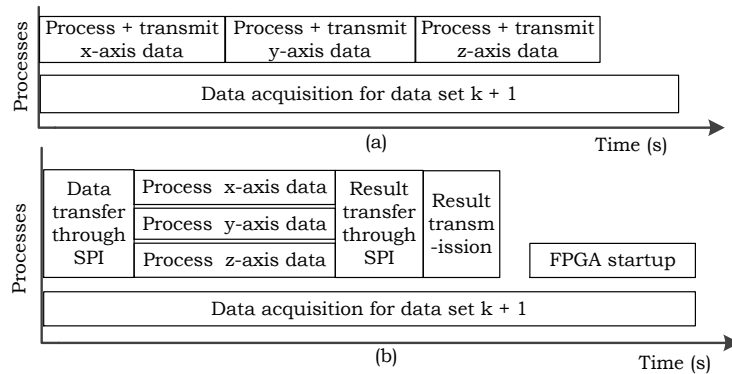 Processes
Process + transmit
x-axis data
Process + transmit
y-axis data
Process + transmit
z-axis data
Data acquisition for data set k + 1
(a)
Time (s)
Processes
Data
transfer
through
SPI
Process x-axis data
Process y-axis data
Process z-axis data
Result
transfer
through
SPI
Result
transm
-ission
FPGA startup
Data acquisition for data set k + 1
(b)
Time (s)